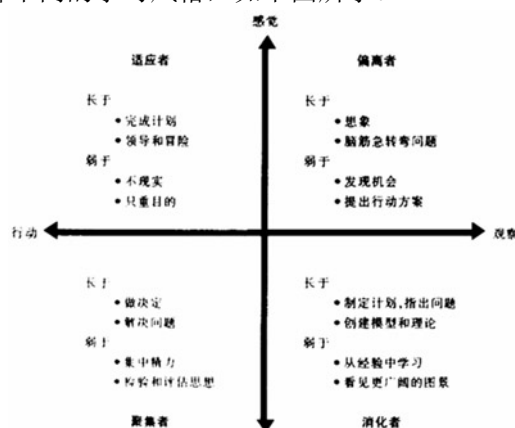 感觉
适应者
偏离者
长于
• 完成计划
• 领导和冒险
弱于
• 不现实
• 只重目的
长于
• 想象
• 脑筋急转弯问题
弱于
• 发现机会
• 提出行动方案
行动
观察
长于
• 做决定
• 解决问题
弱于
• 集中精力
• 检验和评估思想
长于
• 制定计划,指出问题
• 创建模型和理论
弱于
• 从经验中学习
• 看见更广阔的图景
聚集者
消化者